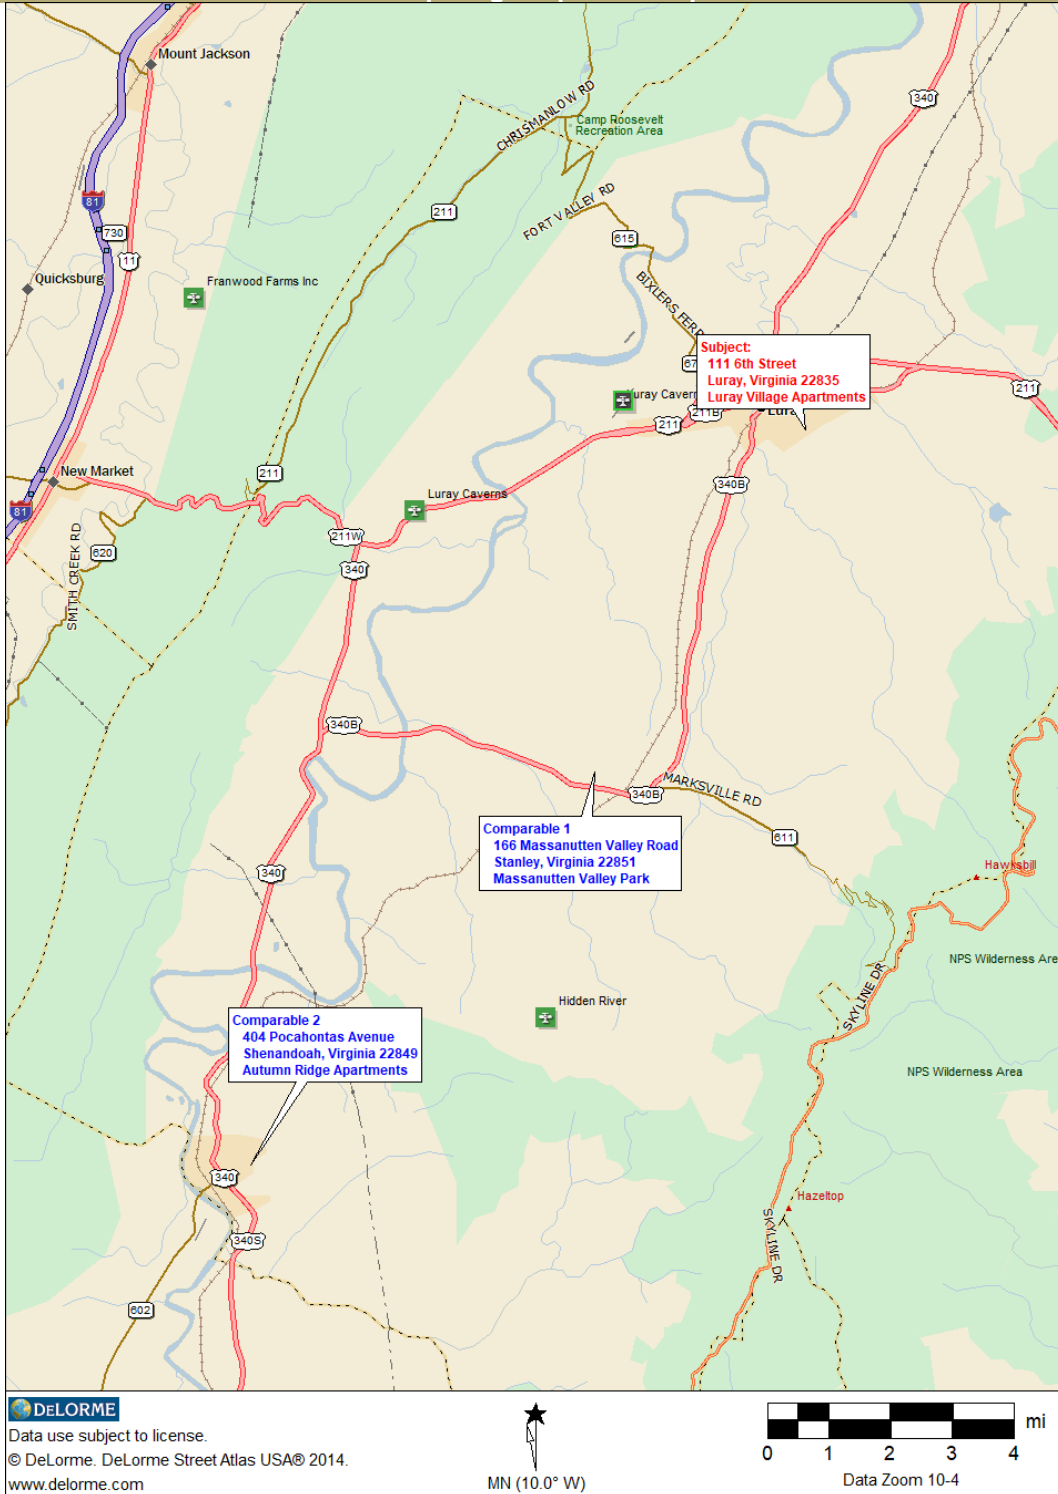 Mount Jackson
CHRISMANLOW RD
Camp Roosevelt
Recreation Area
340
81
211
FORT VALLEY RD
730
615
11
Quicksburg
Franwood Farms Inc
BIXLERS FERR
Subject:
111 6th Street
Luray, Virginia 22835
Luray Village Apartments
67
211
uray Cavern
211B
Lura
211
New Market
211
340B
Luray Caverns
81
211W
620
SMITH CREEK RD
340
340B
MARKSVILLE RD
340B
611
Comparable 1
166 Massanutten Valley Road
Stanley, Virginia 22851
Massanutten Valley Park
Hawksbill
340
NPS Wilderness Are
SKYLINE DR
Hidden River
Comparable 2
404 Pocahontas Avenue
Shenandoah, Virginia 22849
Autumn Ridge Apartments
NPS Wilderness Area
340
Hazeltop
SKYLINE DR
340S
602
DELORME
Data use subject to license.
© DeLorme. DeLorme Street Atlas USA® 2014.
www.delorme.com
MN (10.0° W)
mi
0 1 2 3 4
Data Zoom 10-4